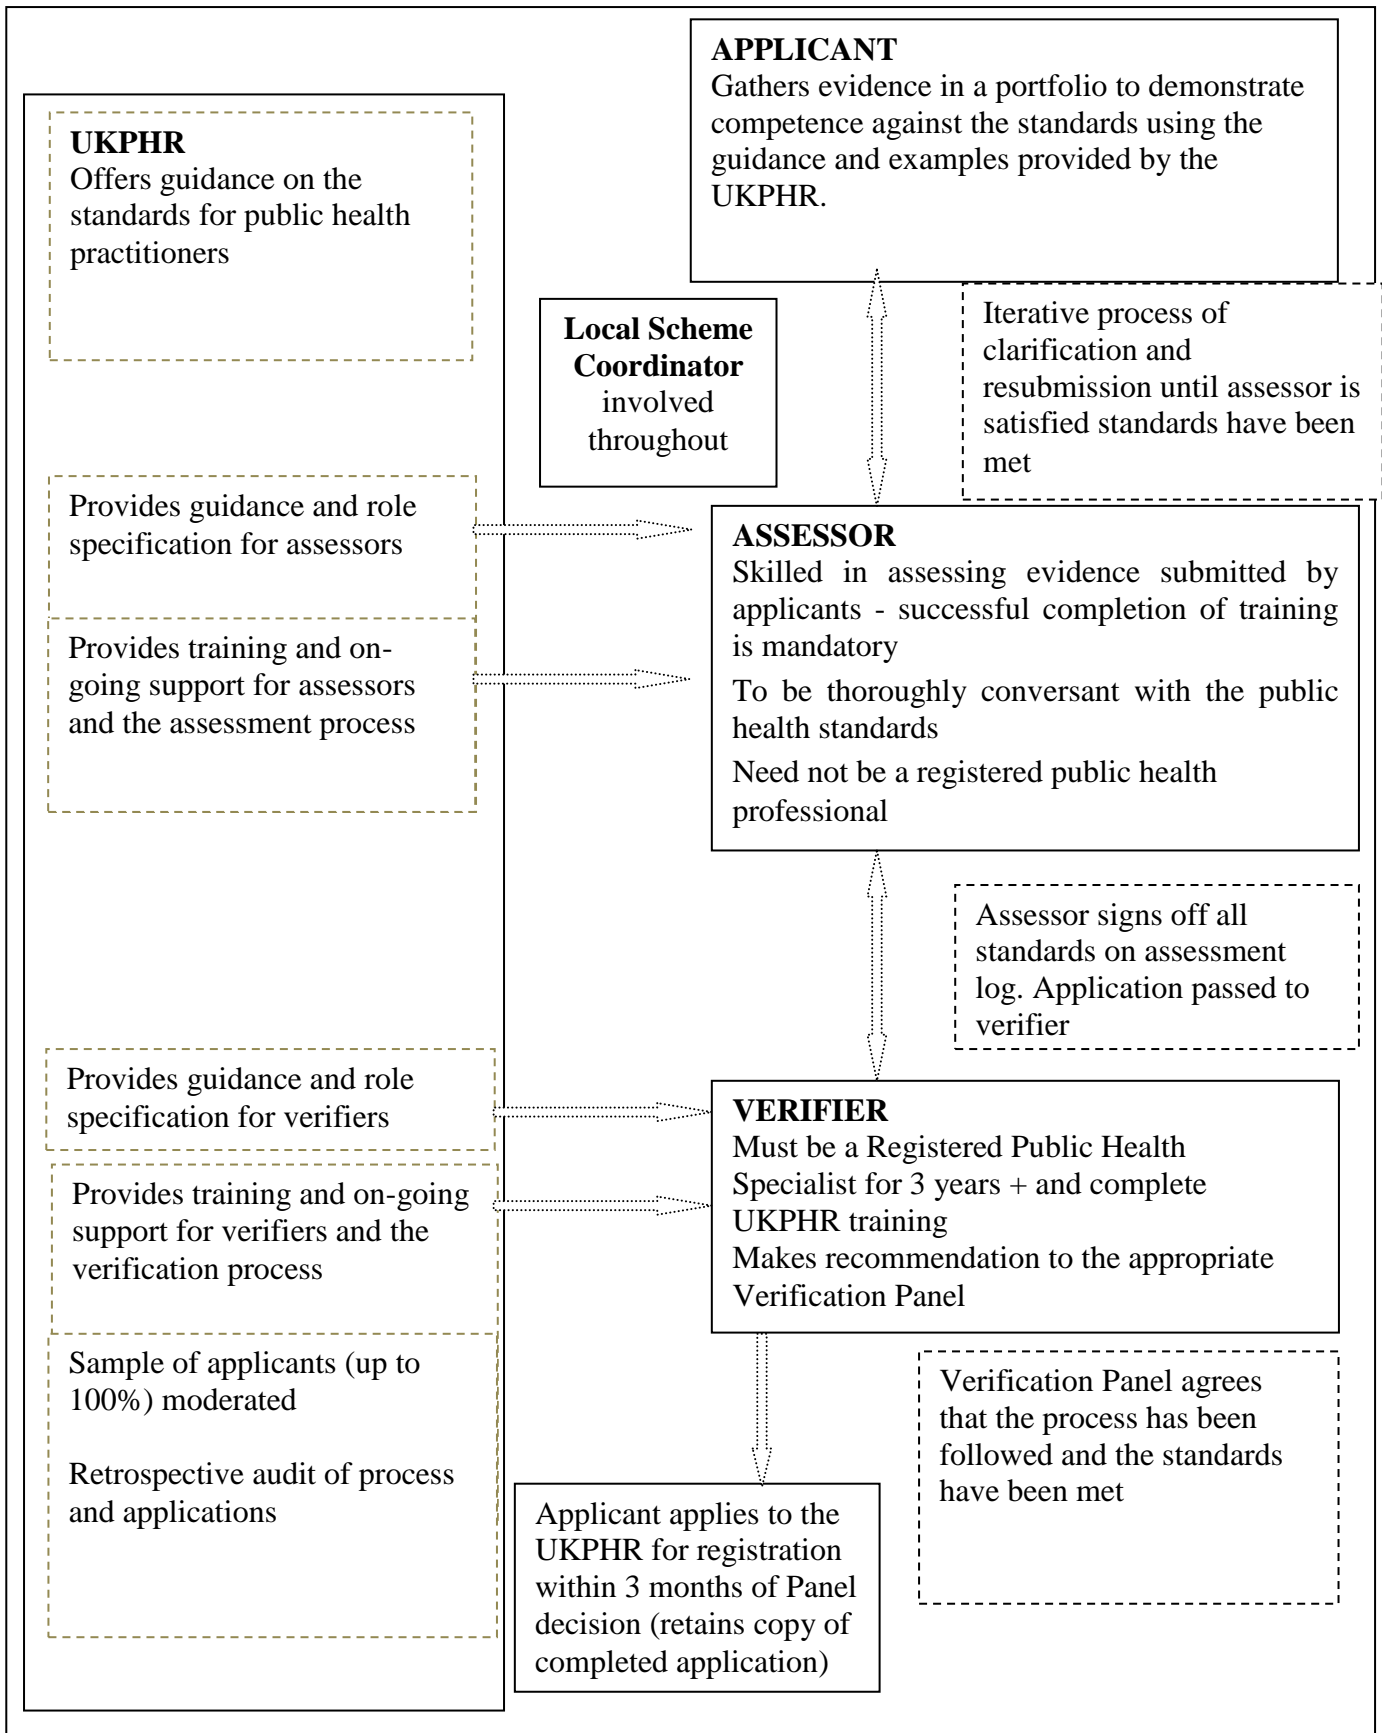 APPLICANT
Gathers evidence in a portfolio to demonstrate
competence against the standards using the
guidance and examples provided by the
UKPHR.
UKPHR
Offers guidance on the
standards for public health
practitioners
Local Scheme
Coordinator
involved
throughout
Iterative process of
clarification and
resubmission until assessor is
satisfied standards have been
met
Provides guidance and role
specification for assessors
Provides training and on-
going support for assessors
and the assessment process
ASSESSOR
Skilled in assessing evidence submitted by
applicants - successful completion of training
is mandatory
To be thoroughly conversant with the public
health standards
Need not be a registered public health
professional
Assessor signs off all
standards on assessment
log. Application passed to
verifier
Provides guidance and role
specification for verifiers
Provides training and on-going
support for verifiers and the
verification process
VERIFIER
Must be a Registered Public Health
Specialist for 3 years + and complete
UKPHR training
Makes recommendation to the appropriate
Verification Panel
Sample of applicants (up to
100%) moderated
Retrospective audit of process
and applications
Verification Panel agrees
that the process has been
followed and the standards
have been met
Applicant applies to the
UKPHR for registration
within 3 months of Panel
decision (retains copy of
completed application)